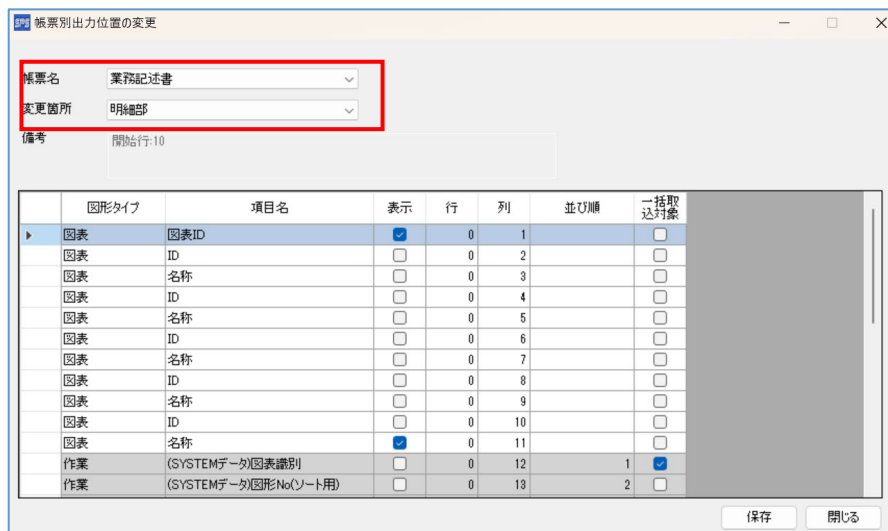 SPS 帳票別出力位置の変更
帳票名 業務記述書
変更箇所 明細部
備考 開始行:10
図形タイプ 項目名 表示 行 列 並び順 一括取込対象
図表 図表ID 0 1
図表 ID 0 2
図表 名称 0 3
図表 ID 0 4
図表 名称 0 5
図表 ID 0 6
図表 名称 0 7
図表 ID 0 8
図表 名称 0 9
図表 ID 0 10
図表 名称 0 11
作業 (SYSTEMデータ)図表識別 0 12 1
作業 (SYSTEMデータ)図形No(ソート用) 0 13 2
保存 閉じる